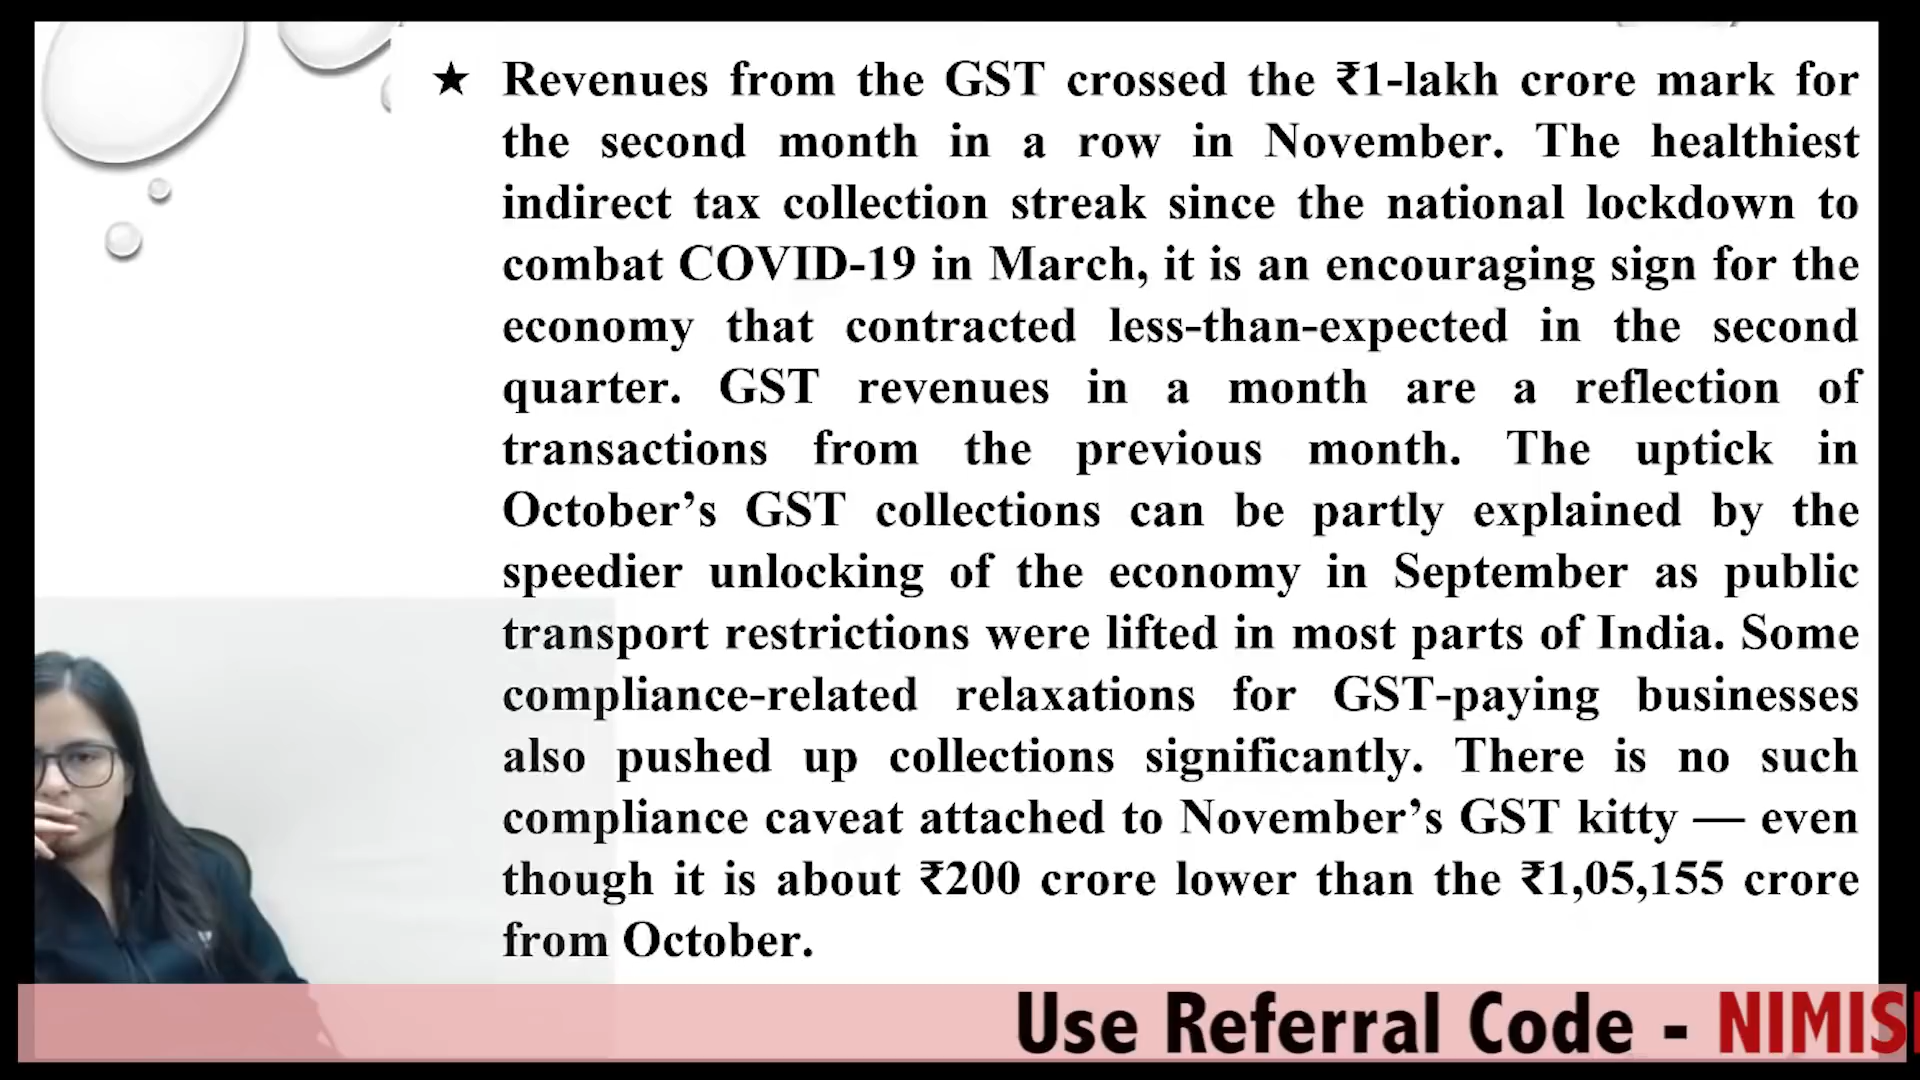 ★ Revenues from the GST crossed the ₹1-lakh crore mark for
the second month in a row in November. The healthiest
indirect tax collection streak since the national lockdown to
combat COVID-19 in March, it is an encouraging sign for the
economy that contracted less-than-expected in the second
quarter. GST revenues in a month are a reflection of
transactions from the previous month. The uptick in
October’s GST collections can be partly explained by the
speedier unlocking of the economy in September as public
transport restrictions were lifted in most parts of India. Some
compliance-related relaxations for GST-paying businesses
also pushed up collections significantly. There is no such
compliance caveat attached to November’s GST kitty — even
though it is about ₹200 crore lower than the ₹1,05,155 crore
from October.
Use Referral Code - NIMIS